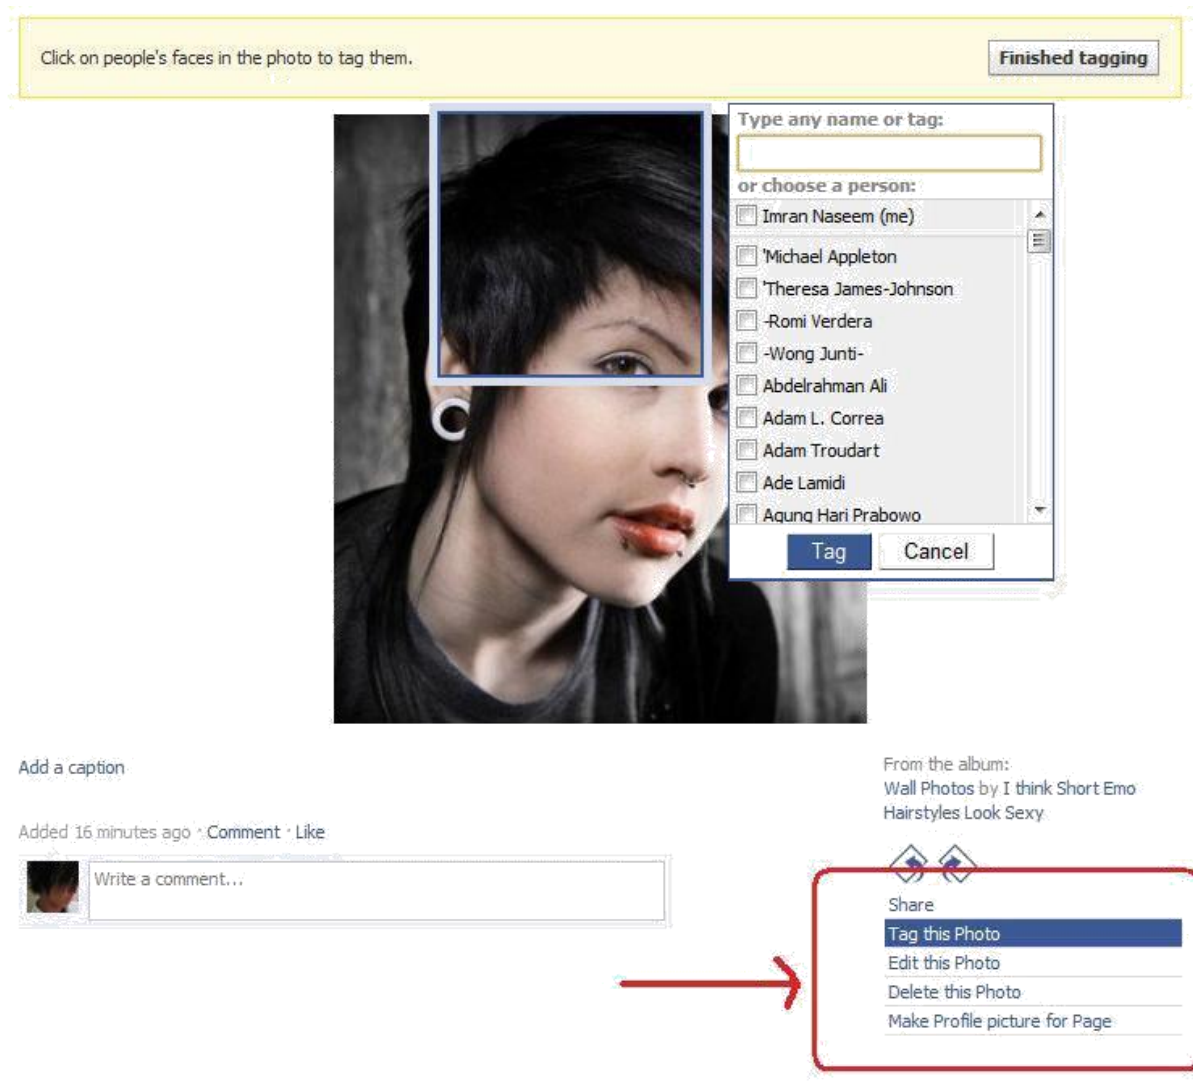 Click on people's faces in the photo to tag them.
Finished tagging
Type any name or tag:
or choose a person:
Imran Naseem (me)
'Michael Appleton
'Theresa James-Johnson
-Romi Verdera
-Wong Junti-
Abdelrahman Ali
Adam L. Correa
Adam Troudart
Ade Lamidi
Agung Hari Prabowo
Tag
Cancel
Add a caption
Added 16 minutes ago · Comment · Like
Write a comment...
From the album:
Wall Photos by I think Short Emo
Hairstyles Look Sexy
Share
Tag this Photo
Edit this Photo
Delete this Photo
Make Profile picture for Page